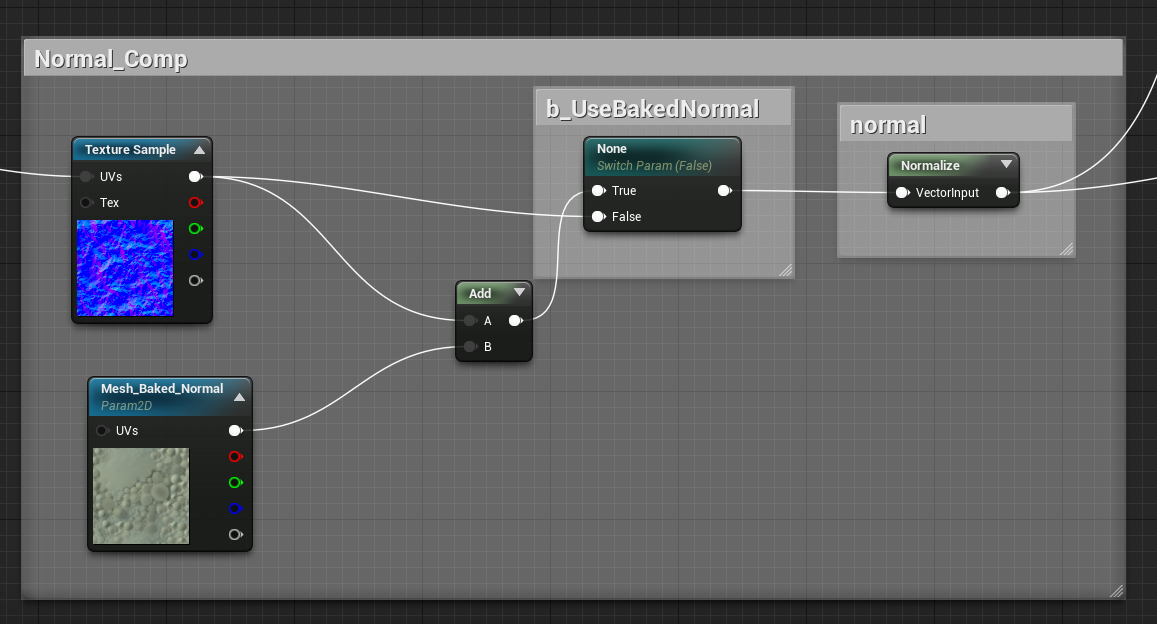 Normal_Comp
b_UseBakedNormal
normal
Texture Sample
UVs
Tex
None
Switch Param (False)
True
False
Normalize
VectorInput
Add
A
B
Mesh_Baked_Normal
Param2D
UVs